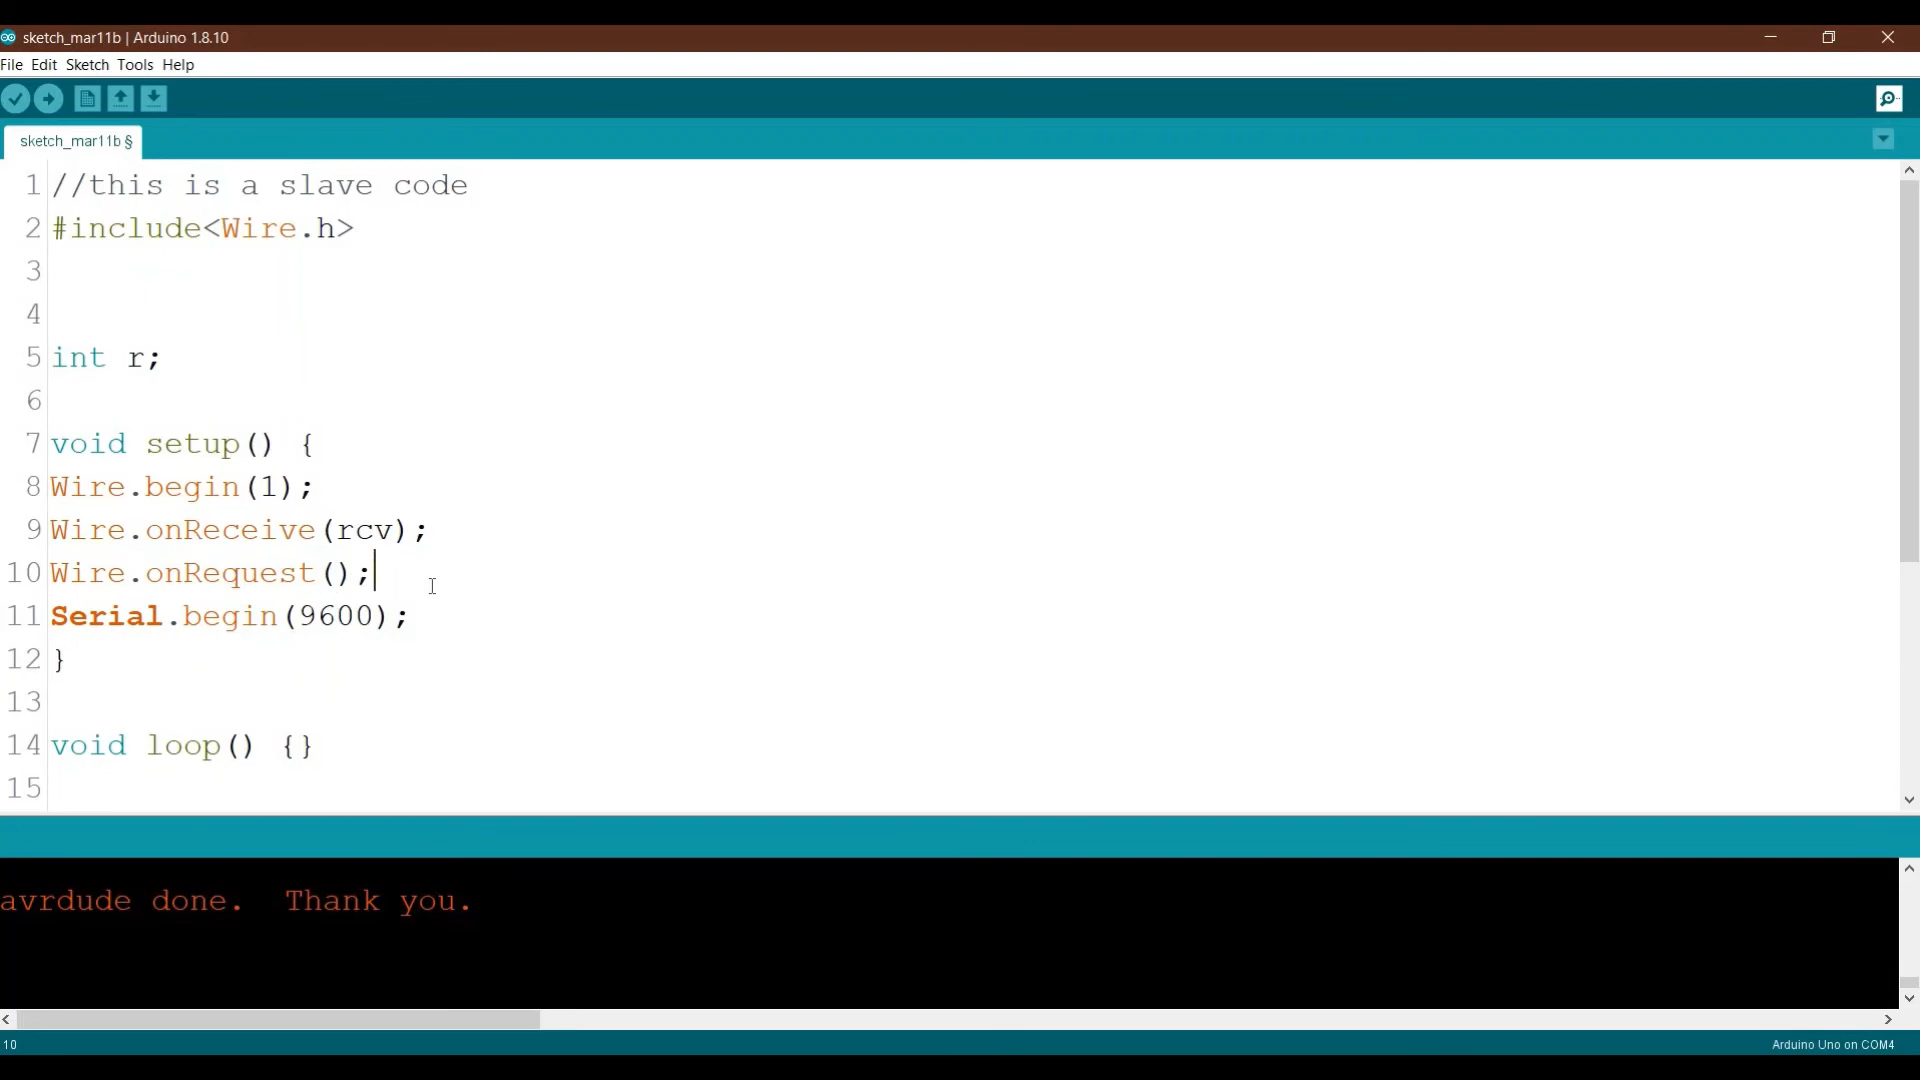 sketch_mar11b | Arduino 1.8.10
File Edit Sketch Tools Help
sketch_mar11b §
1 //this is a slave code
2 #include<Wire.h>
3
4
5 int r;
6
7 void setup() {
8 Wire.begin(1);
9 Wire.onReceive(rcv);
10 Wire.onRequest();
11 Serial.begin(9600);
12 }
13
14 void loop() {}
15
avrdude done.  Thank you.
10
Arduino Uno on COM4